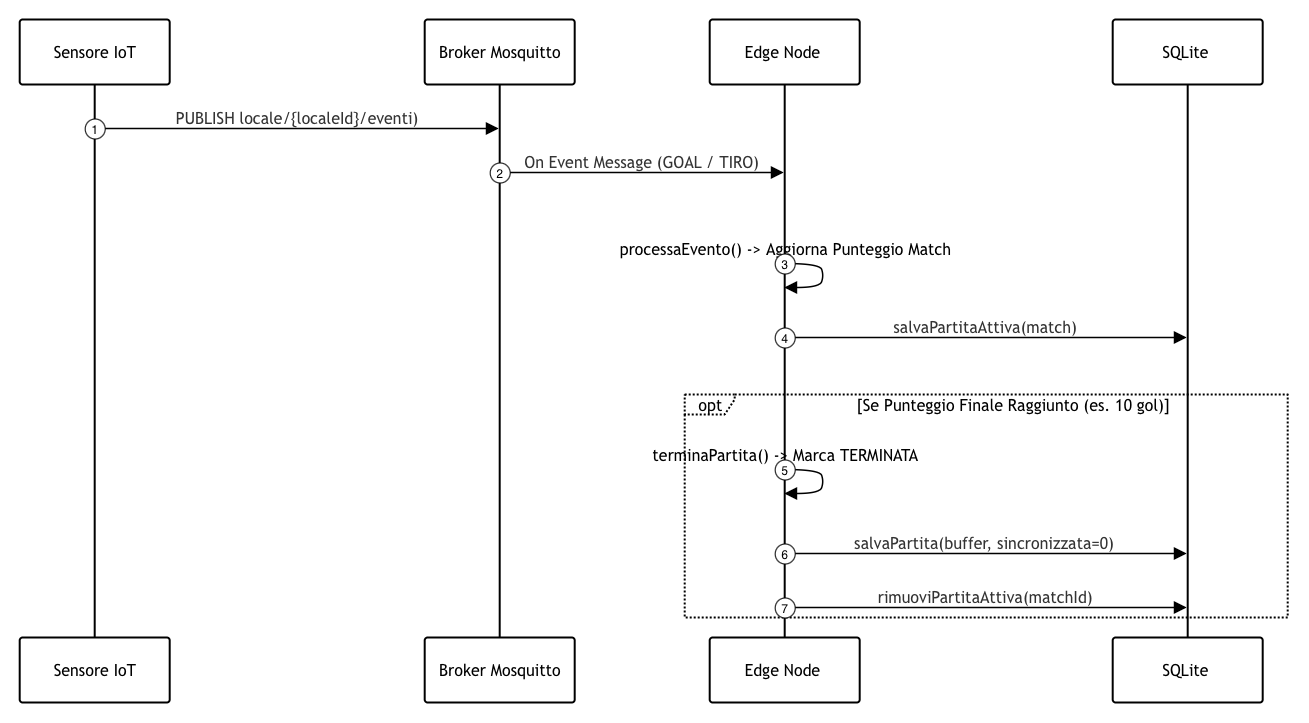 Sensore IoT
Broker Mosquitto
Edge Node
SQLite
PUBLISH locale/{localeId}/eventi)
1
On Event Message (GOAL / TIRO)
2
processaEvento() -> Aggiorna Punteggio Match
3
salvaPartitaAttiva(match)
4
opt
[Se Punteggio Finale Raggiunto (es. 10 gol)]
terminaPartita() -> Marca TERMINATA
5
salvaPartita(buffer, sincronizzata=0)
6
rimuoviPartitaAttiva(matchId)
7
Sensore IoT
Broker Mosquitto
Edge Node
SQLite